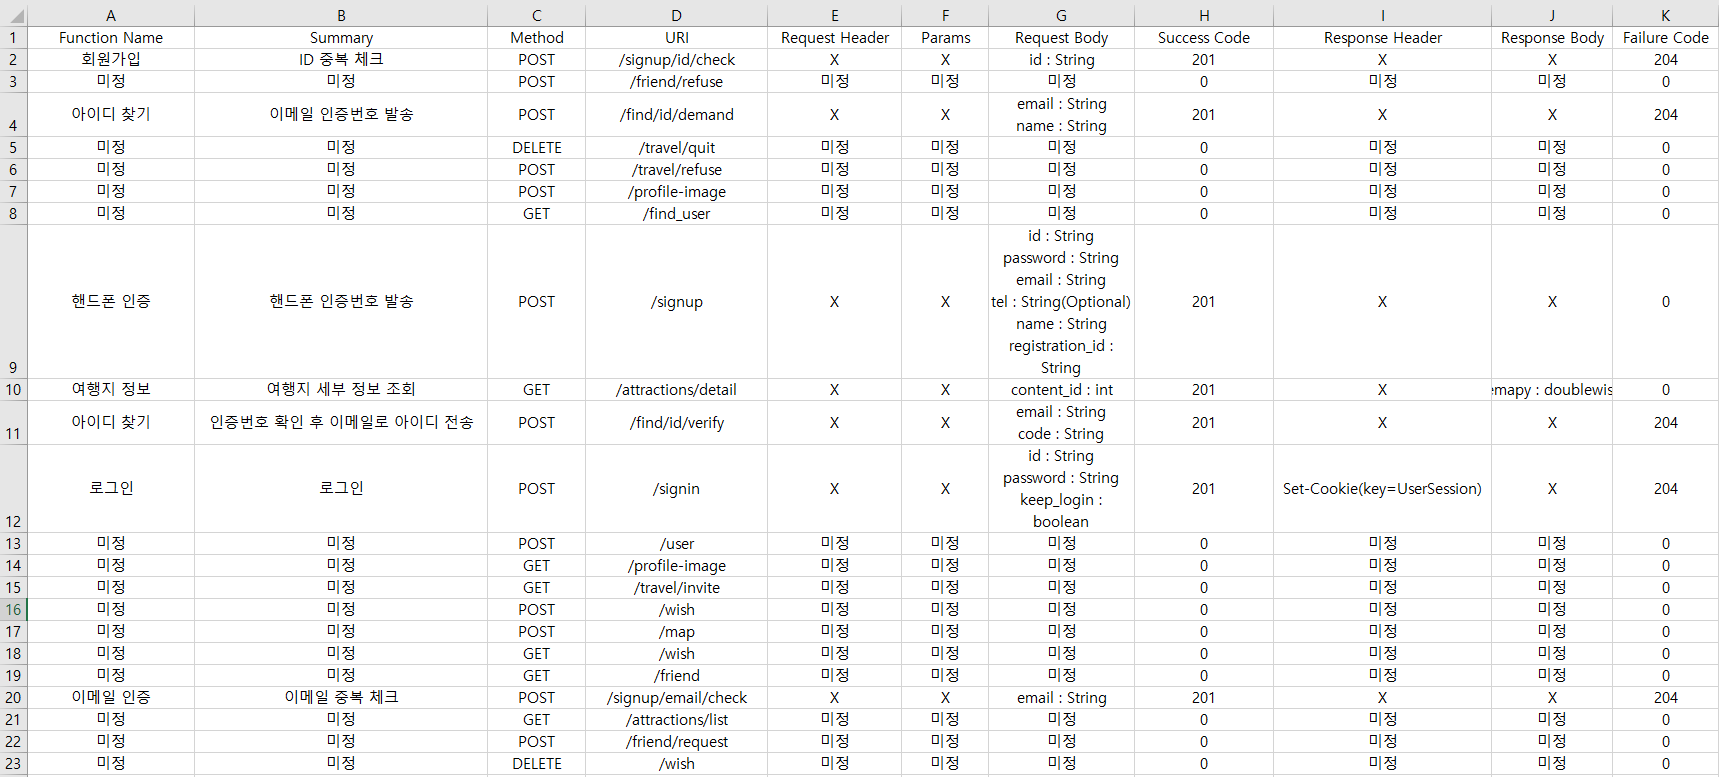 A B C D E F G H I J K
1 Function Name Summary Method URI Request Header Params Request Body Success Code Response Header Response Body Failure Code
2 회원가입 ID 중복 체크 POST /signup/id/check X X id : String 201 X X 204
3 미정 미정 POST /friend/refuse 미정 미정 미정 0 미정 미정 0
email : String
4 아이디 찾기 이메일 인증번호 발송 POST /find/id/demand X X name : String 201 X X 204
5 미정 미정 DELETE /travel/quit 미정 미정 미정 0 미정 미정 0
6 미정 미정 POST /travel/refuse 미정 미정 미정 0 미정 미정 0
7 미정 미정 POST /profile-image 미정 미정 미정 0 미정 미정 0
8 미정 미정 GET /find_user 미정 미정 미정 0 미정 미정 0
id : String
password : String
email : String
9 핸드폰 인증 핸드폰 인증번호 발송 POST /signup X X tel : String(Optional) 201 X X 0
name : String
registration_id :
String
10 여행지 정보 여행지 세부 정보 조회 GET /attractions/detail X X content_id : int 201 X emapy : doublewis 0
email : String
11 아이디 찾기 인증번호 확인 후 이메일로 아이디 전송 POST /find/id/verify X X code : String 201 X X 204
id : String
password : String
12 로그인 로그인 POST /signin X X keep_login : 201 Set-Cookie(key=UserSession) X 204
boolean
13 미정 미정 POST /user 미정 미정 미정 0 미정 미정 0
14 미정 미정 GET /profile-image 미정 미정 미정 0 미정 미정 0
15 미정 미정 GET /travel/invite 미정 미정 미정 0 미정 미정 0
16 미정 미정 POST /wish 미정 미정 미정 0 미정 미정 0
17 미정 미정 POST /map 미정 미정 미정 0 미정 미정 0
18 미정 미정 GET /wish 미정 미정 미정 0 미정 미정 0
19 미정 미정 GET /friend 미정 미정 미정 0 미정 미정 0
20 이메일 인증 이메일 중복 체크 POST /signup/email/check X X email : String 201 X X 204
21 미정 미정 GET /attractions/list 미정 미정 미정 0 미정 미정 0
22 미정 미정 POST /friend/request 미정 미정 미정 0 미정 미정 0
23 미정 미정 DELETE /wish 미정 미정 미정 0 미정 미정 0